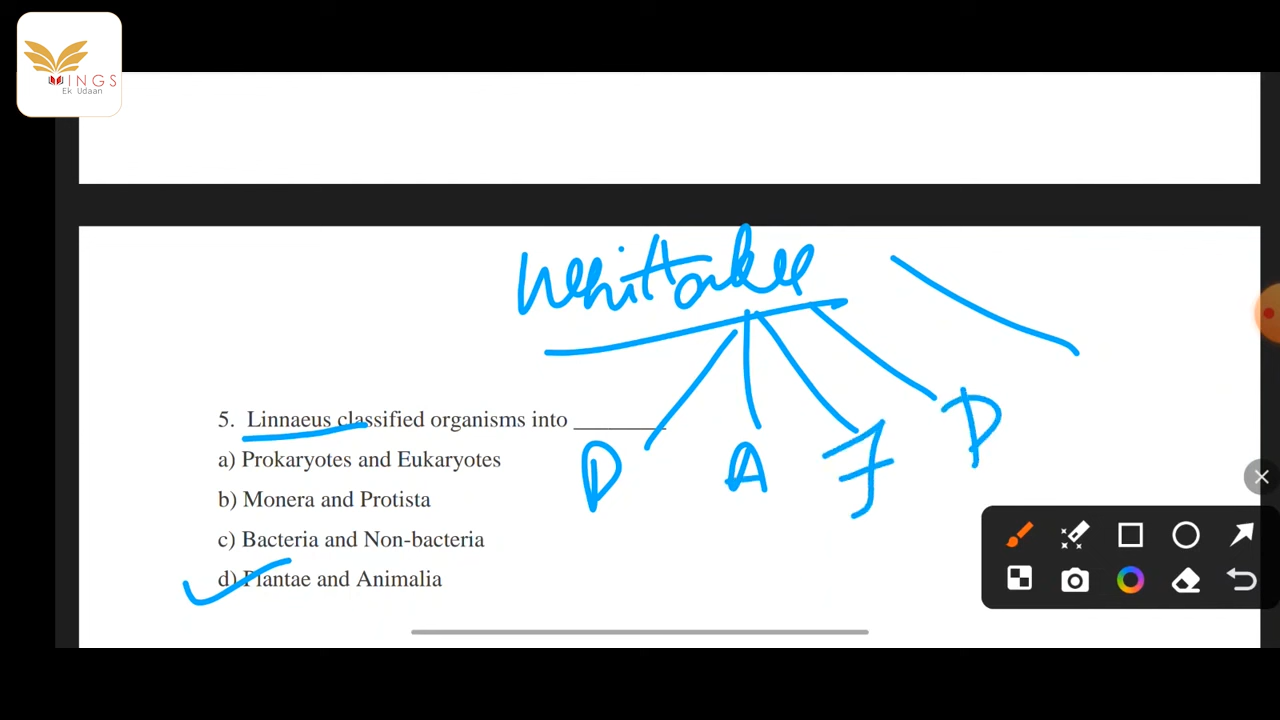 WINGS
Ek Udaan
Whittaker
5. Linnaeus classified organisms into ________
P A F P
a) Prokaryotes and Eukaryotes
b) Monera and Protista
c) Bacteria and Non-bacteria
d) Plantae and Animalia